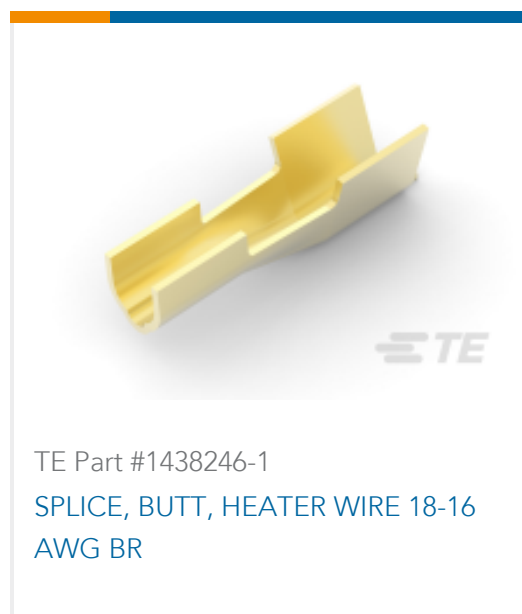 TE
TE Part #1438246-1
SPLICE, BUTT, HEATER WIRE 18-16
AWG BR